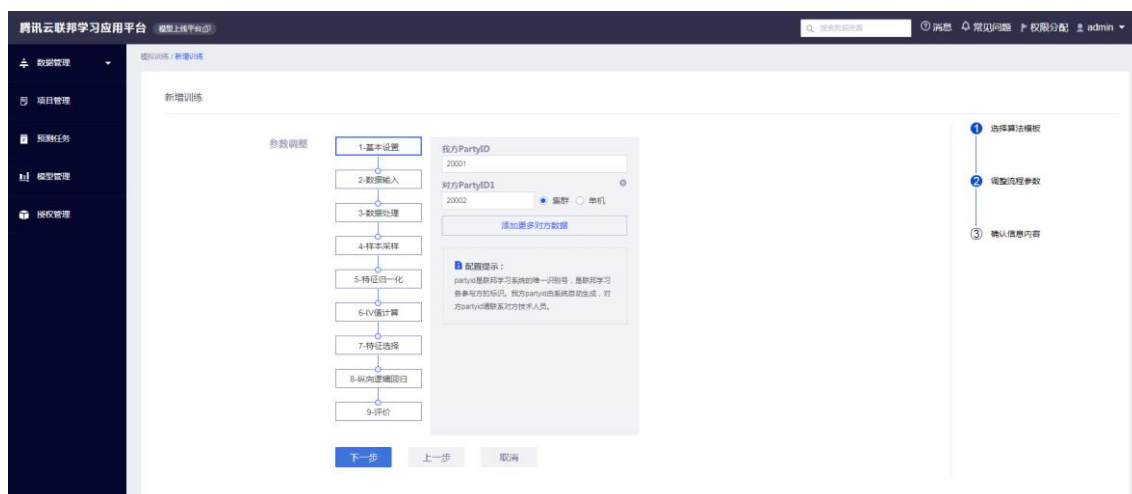 腾讯云联邦学习应用平台 模型上线平台
搜索数据资源
消息 常见问题 权限分配 admin
数据管理
项目管理
预测任务
模型管理
授权管理
模拟训练 / 新增训练
新增训练
参数调整
1-基本设置
2-数据输入
3-数据处理
4-样本采样
5-特征归一化
6-IV值计算
7-特征选择
8-纵向逻辑回归
9-评价
我方PartyID
20001
对方PartyID1
20002 集群 单机
添加更多对方数据
配置提示：
partyid是联邦学习系统的唯一识别号，是联邦学习
各参与方的标识。我方partyid由系统自动生成，对
方partyid请联系对方技术人员。
下一步 上一步 取消
1 选择算法模板
2 调整流程参数
3 确认信息内容